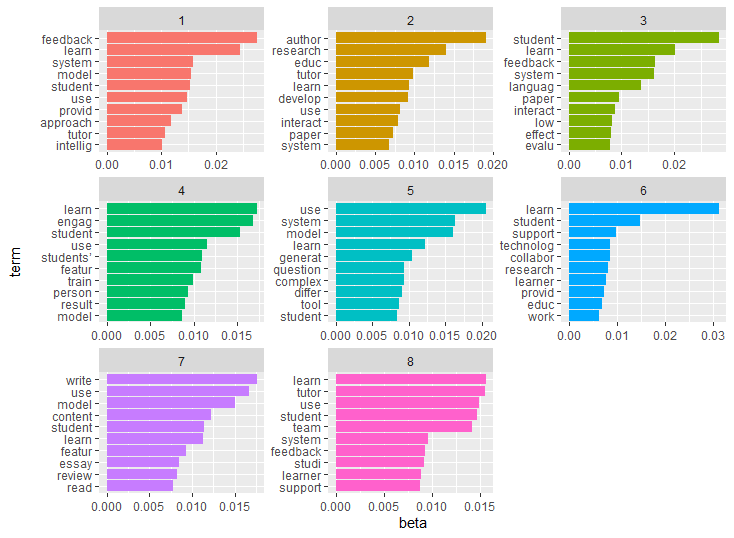 1
feedback
learn
system
model
student
use
provid
approach
tutor
intellig
0.00 0.01 0.02
2
author
research
educ
tutor
learn
develop
use
interact
paper
system
0.000 0.005 0.010 0.015 0.020
3
student
learn
feedback
system
languag
paper
interact
low
effect
evalu
0.00 0.01 0.02
4
learn
engag
student
use
students'
featur
train
person
result
model
0.000 0.005 0.010 0.015
5
use
system
model
learn
generat
question
complex
differ
tool
student
0.000 0.005 0.010 0.015 0.020
6
learn
student
support
technolog
collabor
research
learner
provid
educ
work
0.00 0.01 0.02 0.03
7
write
use
model
content
student
learn
featur
essay
review
read
0.000 0.005 0.010 0.015
8
learn
tutor
use
student
team
system
feedback
studi
learner
support
0.000 0.005 0.010 0.015
term
beta